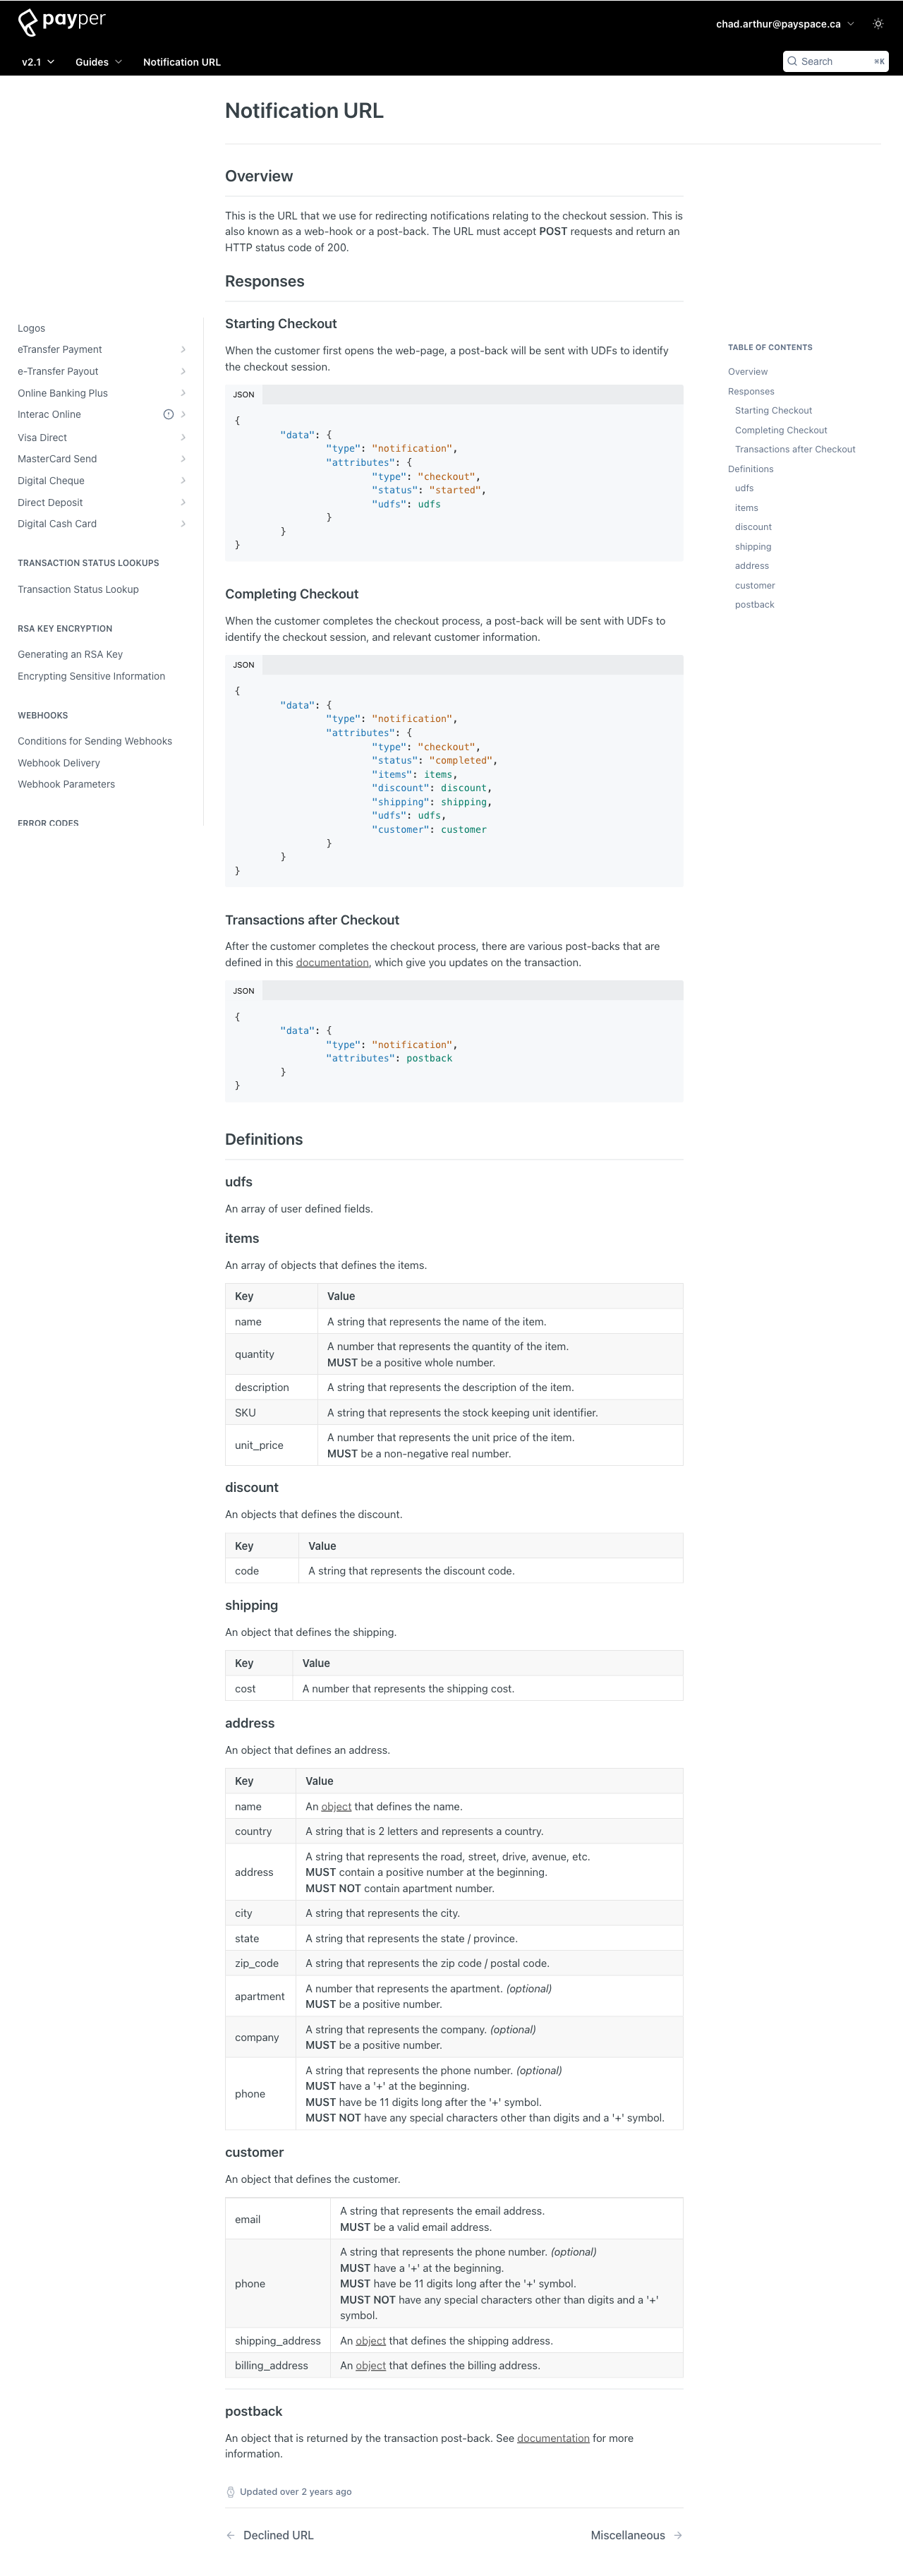 payper
chad.arthur@payspace.ca
v2.1
Guides
Notification URL
Search
⌘K
Notification URL
Overview
This is the URL that we use for redirecting notifications relating to the checkout session. This is
also known as a web-hook or a post-back. The URL must accept POST requests and return an
HTTP status code of 200.
Responses
Starting Checkout
When the customer first opens the web-page, a post-back will be sent with UDFs to identify
the checkout session.
JSON
{
"data": {
"type": "notification",
"attributes": {
"type": "checkout",
"status": "started",
"udfs": udfs
}
}
}
Completing Checkout
When the customer completes the checkout process, a post-back will be sent with UDFs to
identify the checkout session, and relevant customer information.
JSON
{
"data": {
"type": "notification",
"attributes": {
"type": "checkout",
"status": "completed",
"items": items,
"discount": discount,
"shipping": shipping,
"udfs": udfs,
"customer": customer
}
}
}
Transactions after Checkout
After the customer completes the checkout process, there are various post-backs that are
defined in this documentation, which give you updates on the transaction.
JSON
{
"data": {
"type": "notification",
"attributes": postback
}
}
Definitions
udfs
An array of user defined fields.
items
An array of objects that defines the items.
Key Value
name A string that represents the name of the item.
quantity A number that represents the quantity of the item.
MUST be a positive whole number.
description A string that represents the description of the item.
SKU A string that represents the stock keeping unit identifier.
unit_price A number that represents the unit price of the item.
MUST be a non-negative real number.
discount
An objects that defines the discount.
Key Value
code A string that represents the discount code.
shipping
An object that defines the shipping.
Key Value
cost A number that represents the shipping cost.
address
An object that defines an address.
Key Value
name An object that defines the name.
country A string that is 2 letters and represents a country.
address A string that represents the road, street, drive, avenue, etc.
MUST contain a positive number at the beginning.
MUST NOT contain apartment number.
city A string that represents the city.
state A string that represents the state / province.
zip_code A string that represents the zip code / postal code.
apartment A number that represents the apartment. (optional)
MUST be a positive number.
company A string that represents the company. (optional)
MUST be a positive number.
phone A string that represents the phone number. (optional)
MUST have a '+' at the beginning.
MUST have be 11 digits long after the '+' symbol.
MUST NOT have any special characters other than digits and a '+' symbol.
customer
An object that defines the customer.
email A string that represents the email address.
MUST be a valid email address.
phone A string that represents the phone number. (optional)
MUST have a '+' at the beginning.
MUST have be 11 digits long after the '+' symbol.
MUST NOT have any special characters other than digits and a '+'
symbol.
shipping_address An object that defines the shipping address.
billing_address An object that defines the billing address.
postback
An object that is returned by the transaction post-back. See documentation for more
information.
Updated over 2 years ago
← Declined URL
Miscellaneous →
Logos
eTransfer Payment
e-Transfer Payout
Online Banking Plus
Interac Online
Visa Direct
MasterCard Send
Digital Cheque
Direct Deposit
Digital Cash Card
TRANSACTION STATUS LOOKUPS
Transaction Status Lookup
RSA KEY ENCRYPTION
Generating an RSA Key
Encrypting Sensitive Information
WEBHOOKS
Conditions for Sending Webhooks
Webhook Delivery
Webhook Parameters
ERROR CODES
TABLE OF CONTENTS
Overview
Responses
Starting Checkout
Completing Checkout
Transactions after Checkout
Definitions
udfs
items
discount
shipping
address
customer
postback